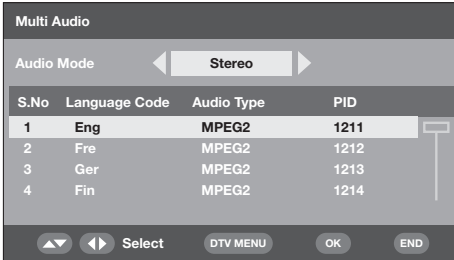 Multi Audio
Audio Mode Stereo
S.No Language Code Audio Type PID
1 Eng MPEG2 1211
2 Fre MPEG2 1212
3 Ger MPEG2 1213
4 Fin MPEG2 1214
Select DTV MENU OK END